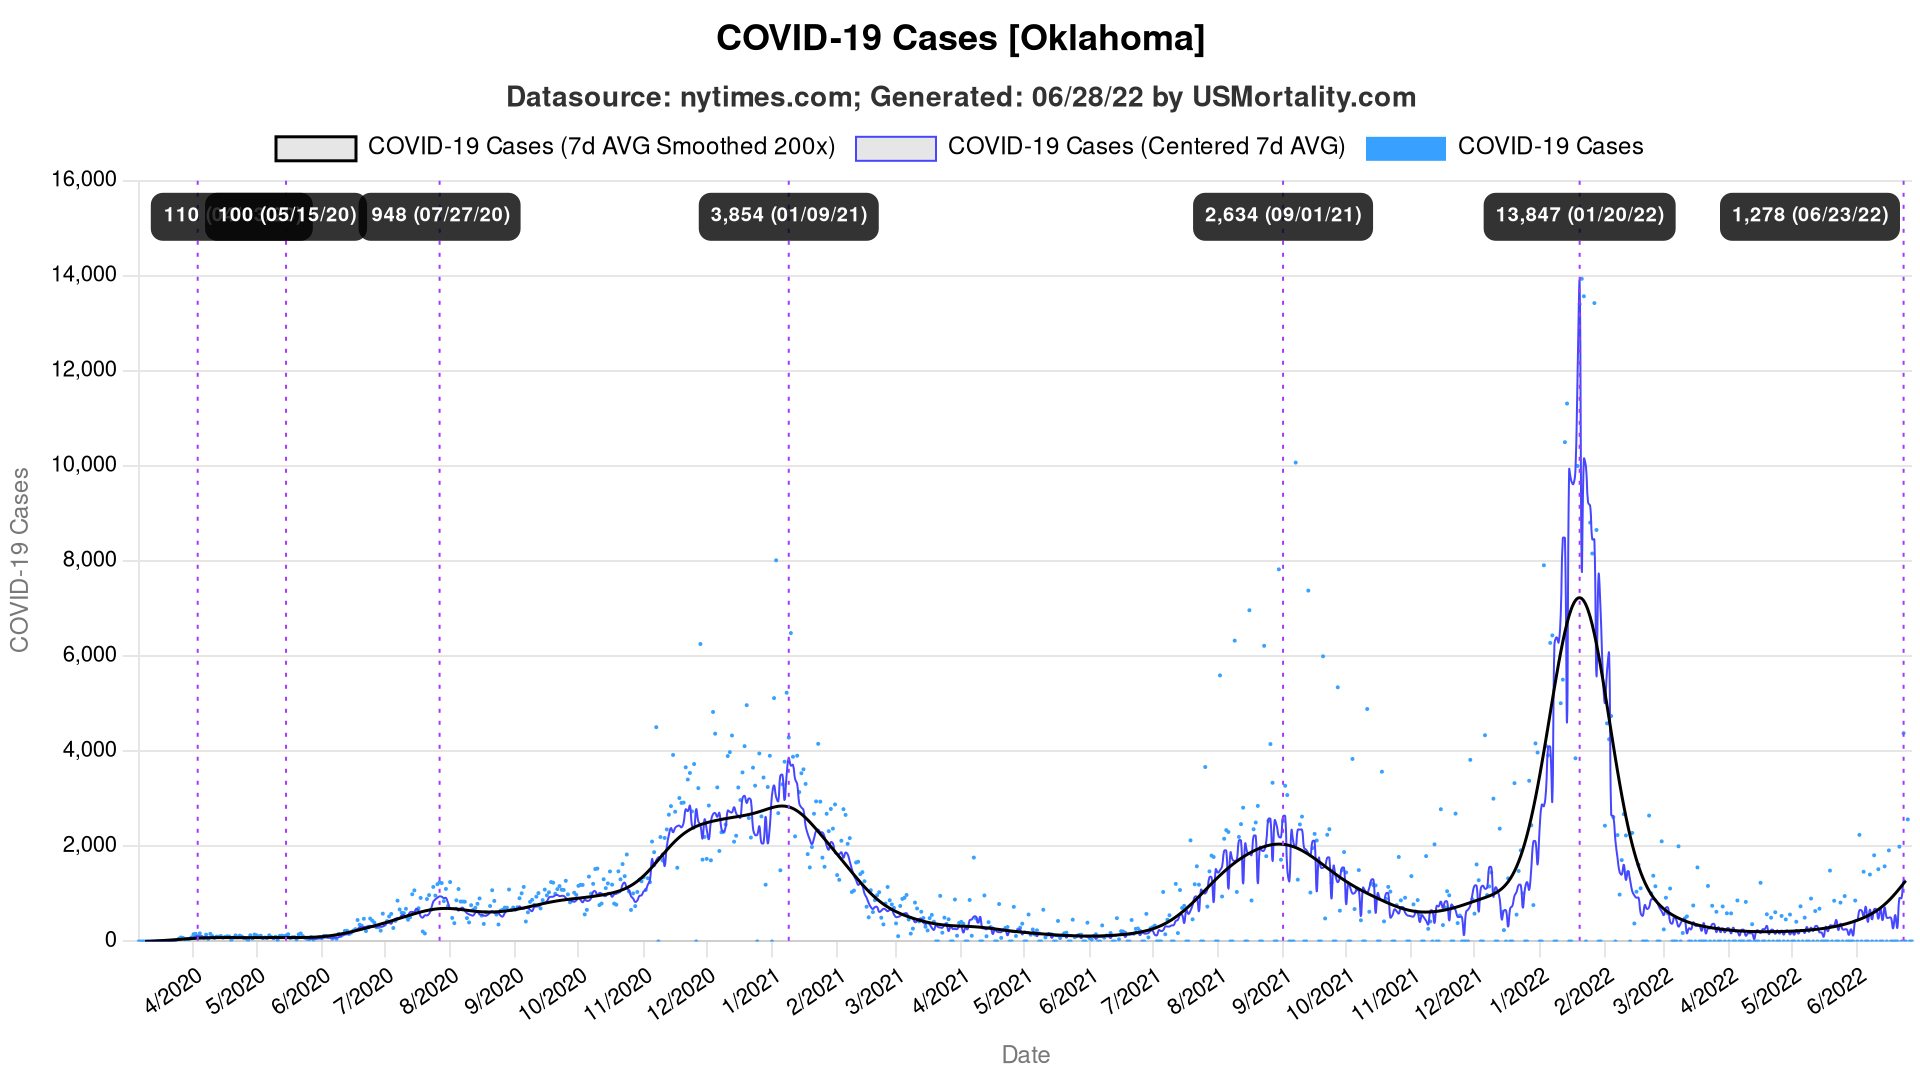 COVID-19 Cases [Oklahoma]
Datasource: nytimes.com; Generated: 06/28/22 by USMortality.com
COVID-19 Cases (7d AVG Smoothed 200x) COVID-19 Cases (Centered 7d AVG) COVID-19 Cases
110 100 (05/15/20) 948 (07/27/20) 3,854 (01/09/21) 2,634 (09/01/21) 13,847 (01/20/22) 1,278 (06/23/22)
16,000
14,000
12,000
10,000
8,000
6,000
4,000
2,000
0
COVID-19 Cases
4/2020 5/2020 6/2020 7/2020 8/2020 9/2020 10/2020 11/2020 12/2020 1/2021 2/2021 3/2021 4/2021 5/2021 6/2021 7/2021 8/2021 9/2021 10/2021 11/2021 12/2021 1/2022 2/2022 3/2022 4/2022 5/2022 6/2022
Date